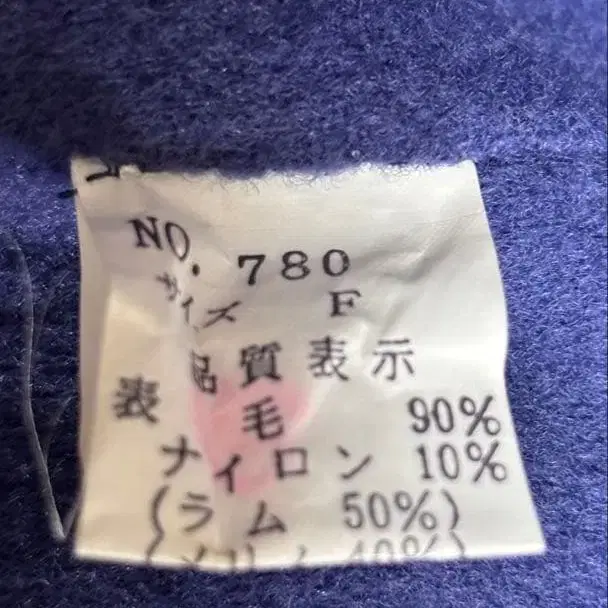 NO. 780
サイズ F
品質表示
表 毛 90%
ナイロン 10%
(ラム 50%)